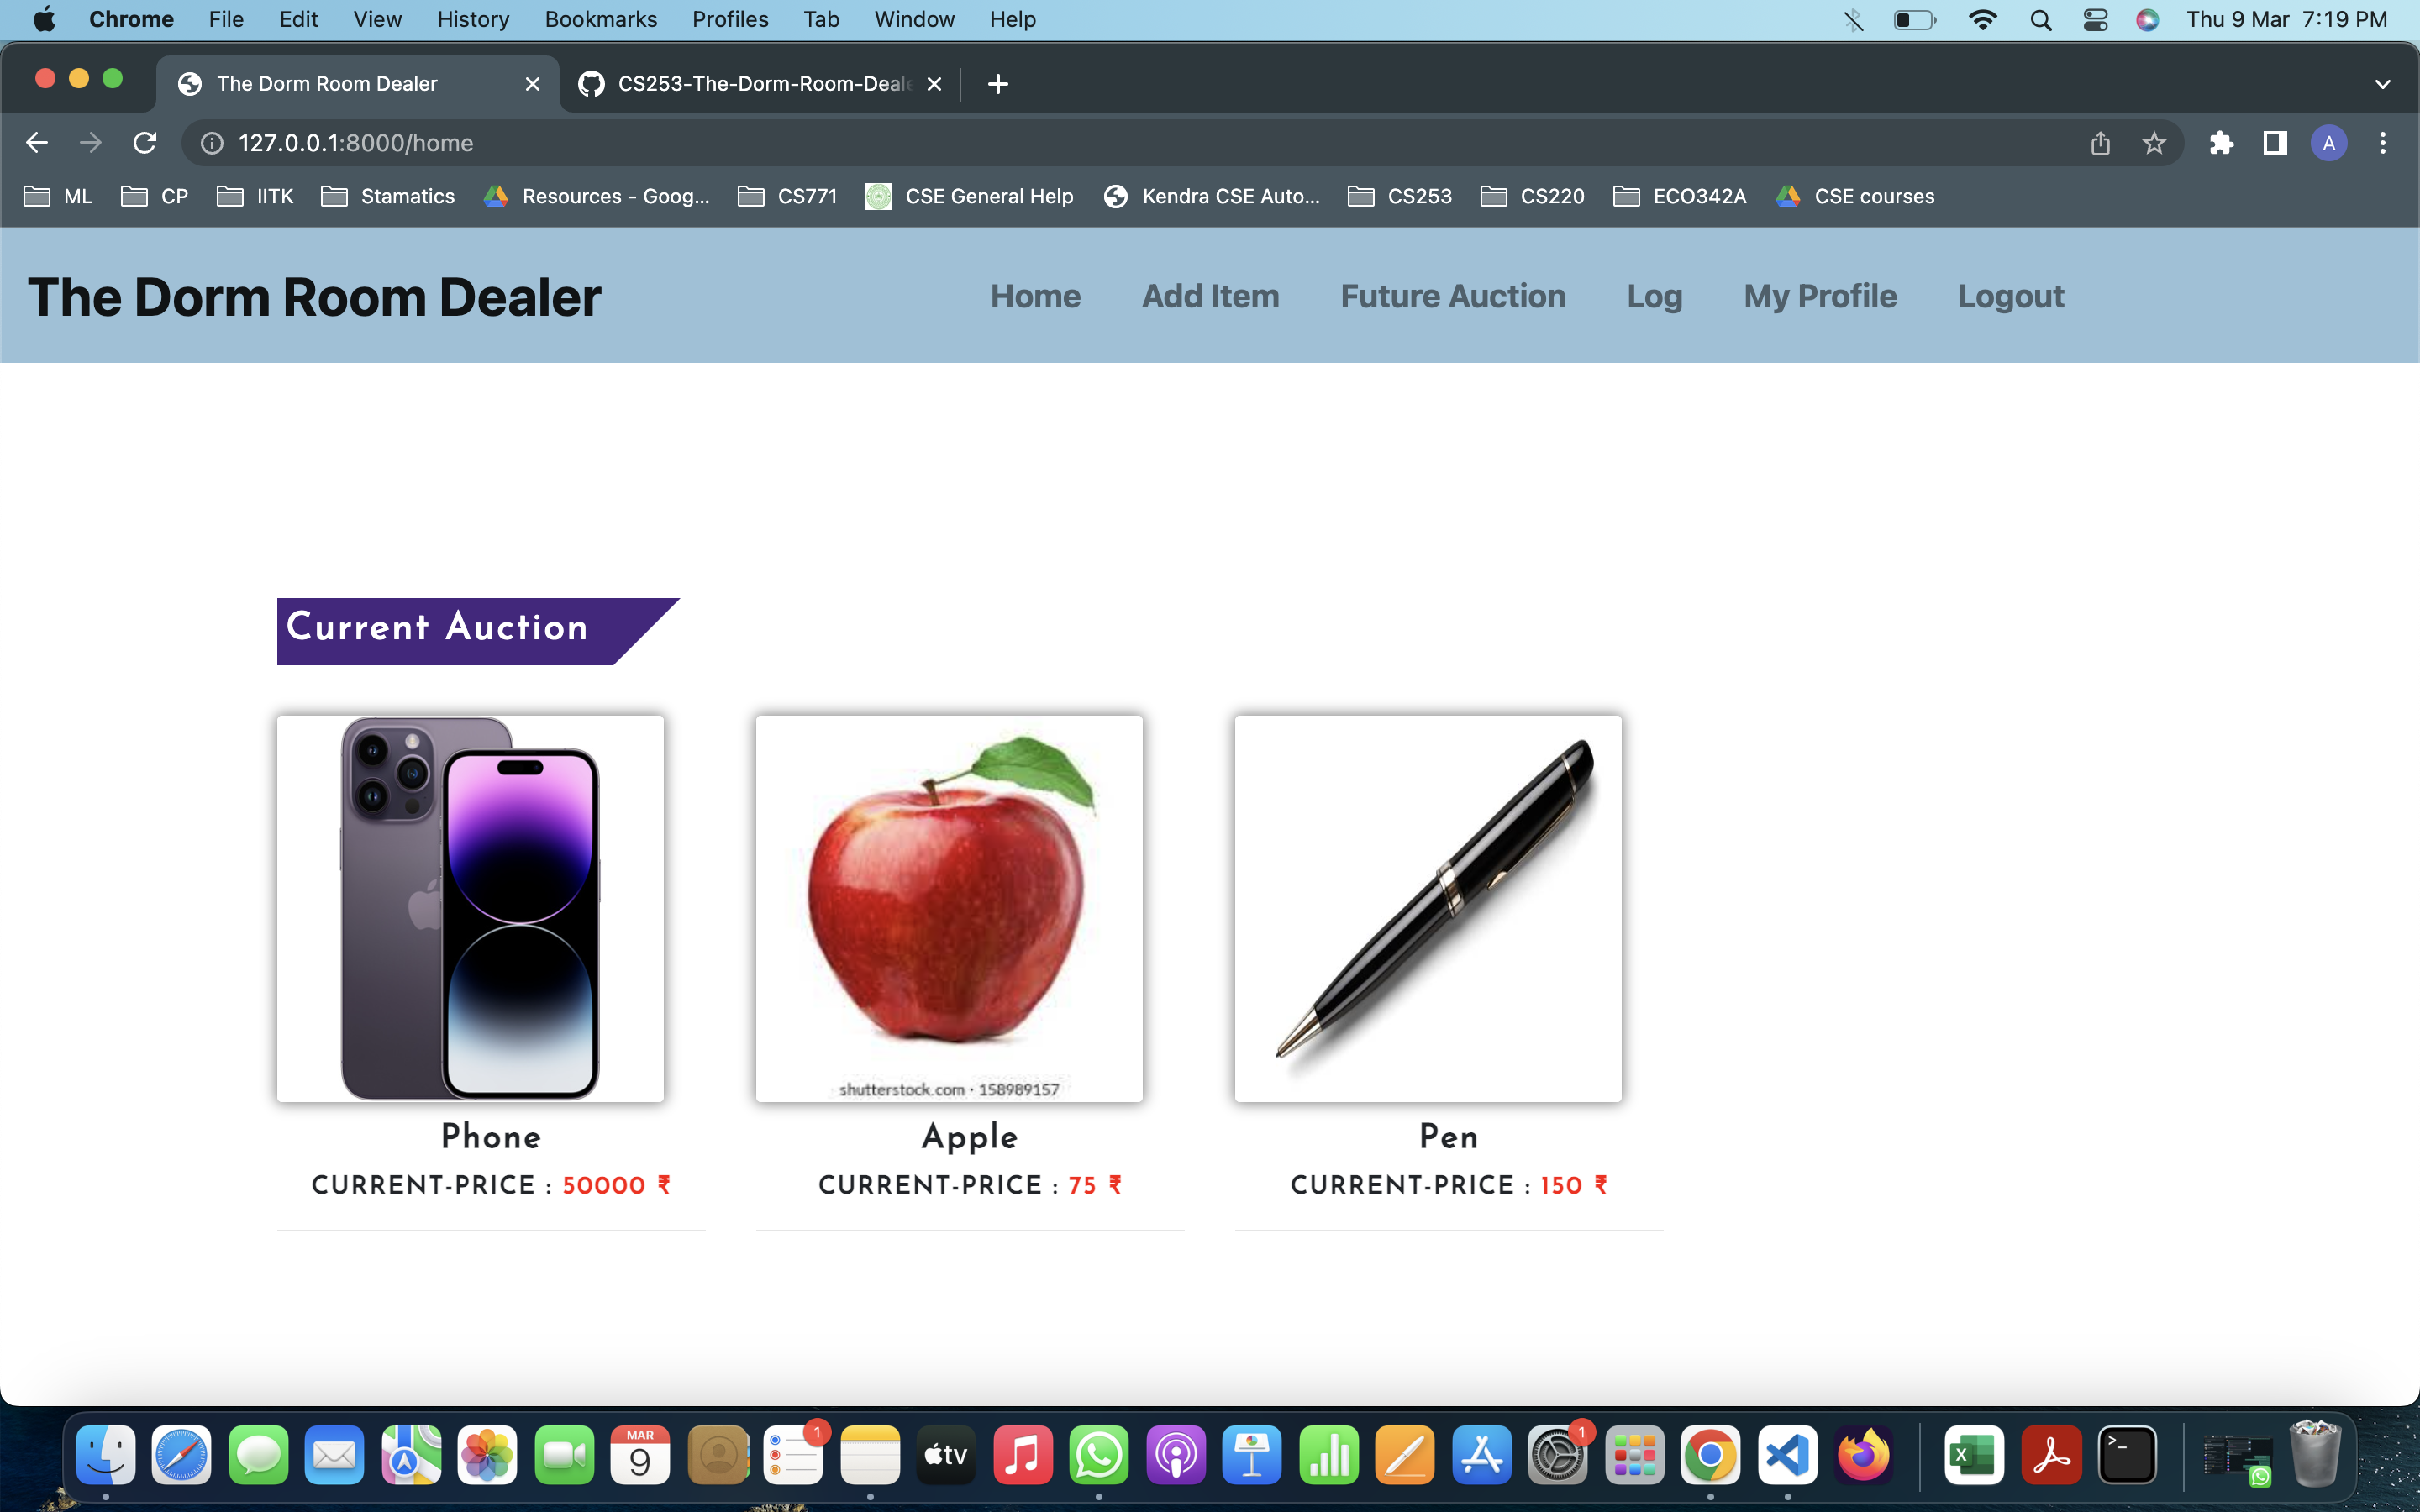 Chrome File Edit View History Bookmarks Profiles Tab Window Help Thu 9 Mar 7:19 PM
The Dorm Room Dealer CS253-The-Dorm-Room-Deale
127.0.0.1:8000/home A
ML CP IITK Stamatics Resources - Goog... CS771 CSE General Help Kendra CSE Auto... CS253 CS220 ECO342A CSE courses
The Dorm Room Dealer Home Add Item Future Auction Log My Profile Logout
Current Auction
shutterstock.com · 158989157
Phone Apple Pen
CURRENT-PRICE : 50000 ₹ CURRENT-PRICE : 75 ₹ CURRENT-PRICE : 150 ₹
MAR 1 1
9 tv X >_